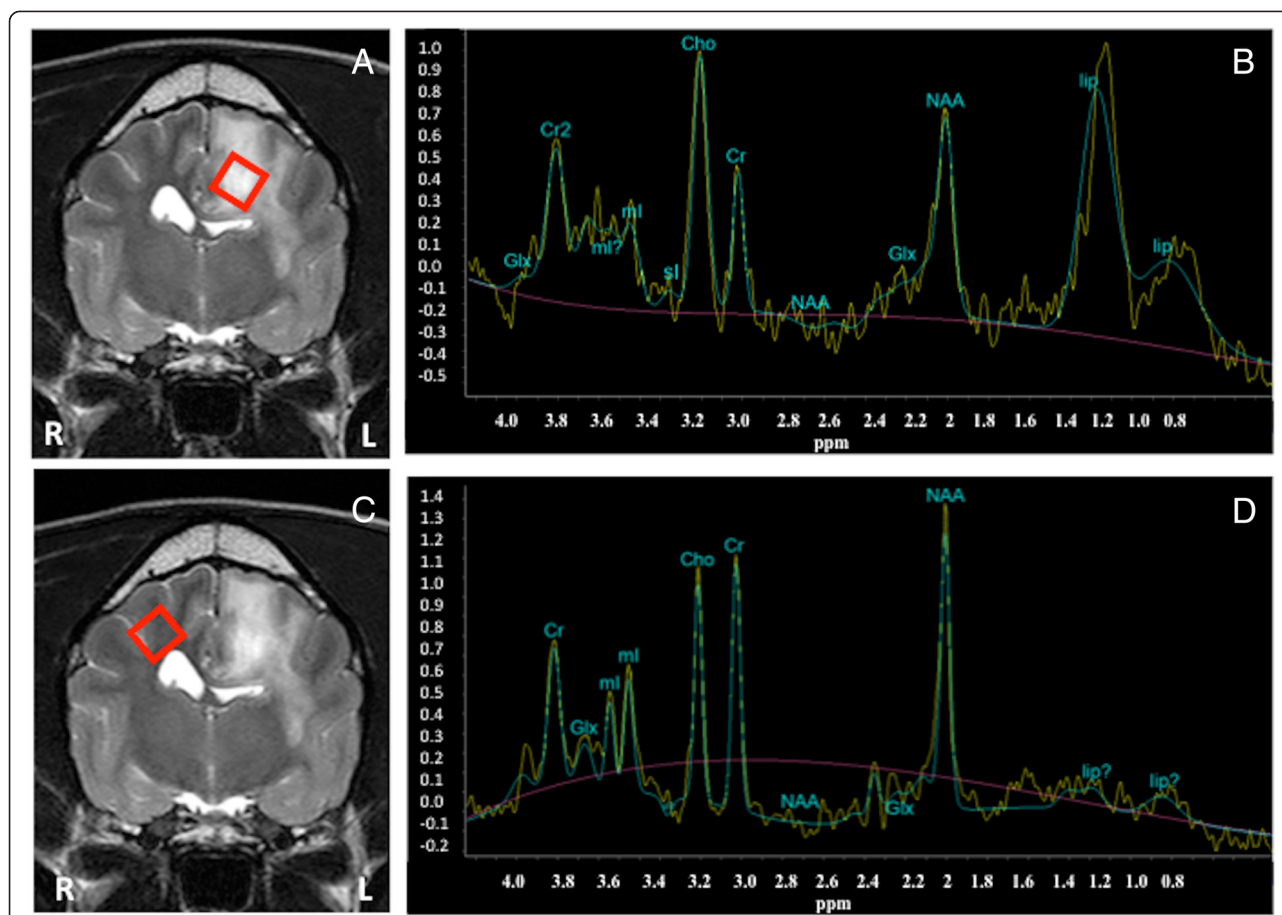 A
R L
B
1.0
0.9
0.8
0.7
0.6
0.5
0.4
0.3
0.2
0.1
0.0
-0.1
-0.2
-0.3
-0.4
-0.5
Cho
lip
NAA
Cr2
Cr
mI
mI?
Glx
lip
Glx
sI
NAA
4.0 3.8 3.6 3.4 3.2 3.0 2.8 2.6 2.4 2.2 2 1.8 1.6 1.4 1.2 1.0 0.8
ppm
C
R L
D
1.4
1.3
1.2
1.1
1.0
0.9
0.8
0.7
0.6
0.5
0.4
0.3
0.2
0.1
0.0
-0.1
-0.2
NAA
Cho
Cr
Cr
mI
mI
Glx
lip?
lip?
NAA
Glx
4.0 3.8 3.6 3.4 3.2 3.0 2.8 2.6 2.4 2.2 2 1.8 1.6 1.4 1.2 1.0 0.8
ppm